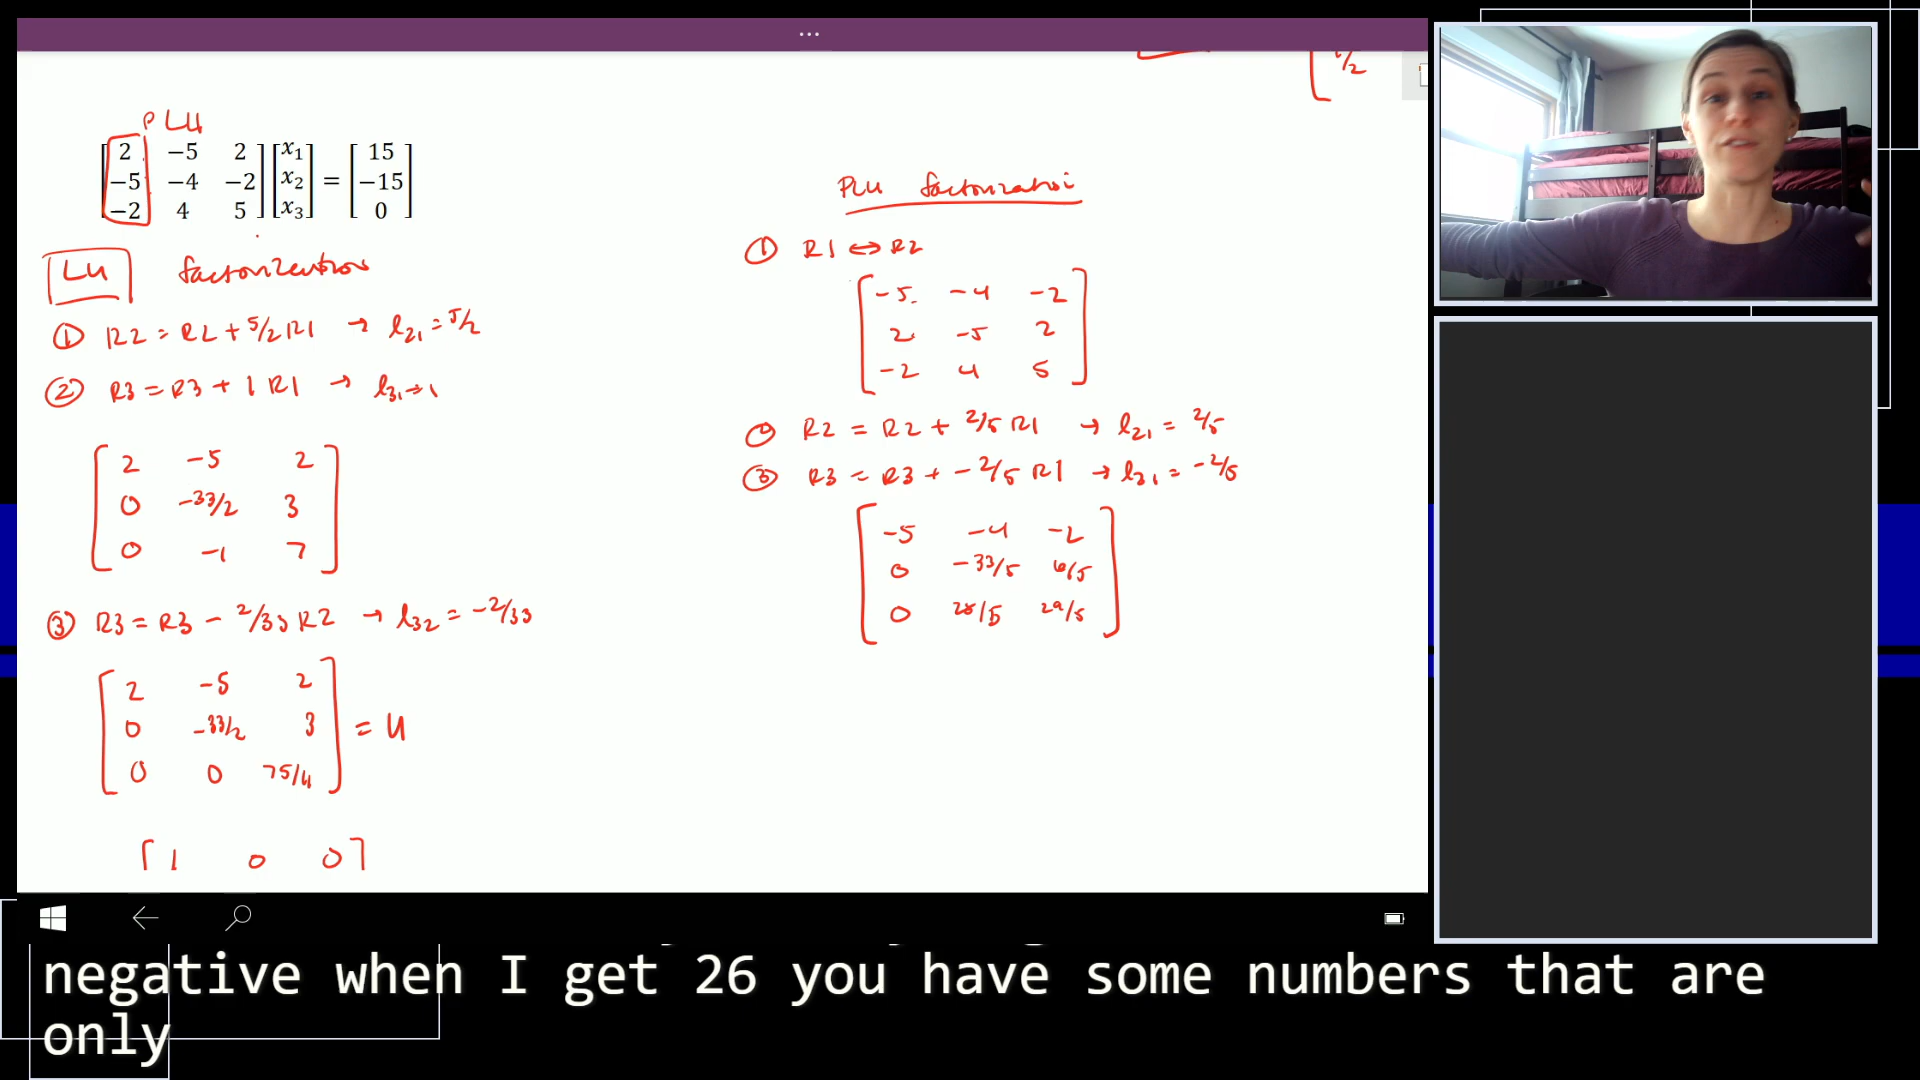 ...
1/2
P LU
2 -5 2 x₁ 15
-5 -4 -2 x₂ = -15
-2 4 5 x₃ 0
LU factorization
① R2 = R2 + 5/2 R1 → l₂₁ = 5/2
② R3 = R3 + 1 R1 → l₃₁ → 1
2 -5 2
0 -33/2 3
0 -1 7
③ R3 = R3 - 2/33 R2 → l₃₂ = -2/33
2 -5 2
0 -33/2 3
0 0 75/11
= U
1 0 0
PLU factorization
① R1 ↔ R2
-5 -4 -2
2 -5 2
-2 4 5
R2 = R2 + 2/5 R1 → l₂₁ = 2/5
③ R3 = R3 + -2/5 R1 → l₃₁ = -2/5
-5 -4 -2
0 -33/5 6/5
0 28/5 29/5
negative when I get 26 you have some numbers that are
only